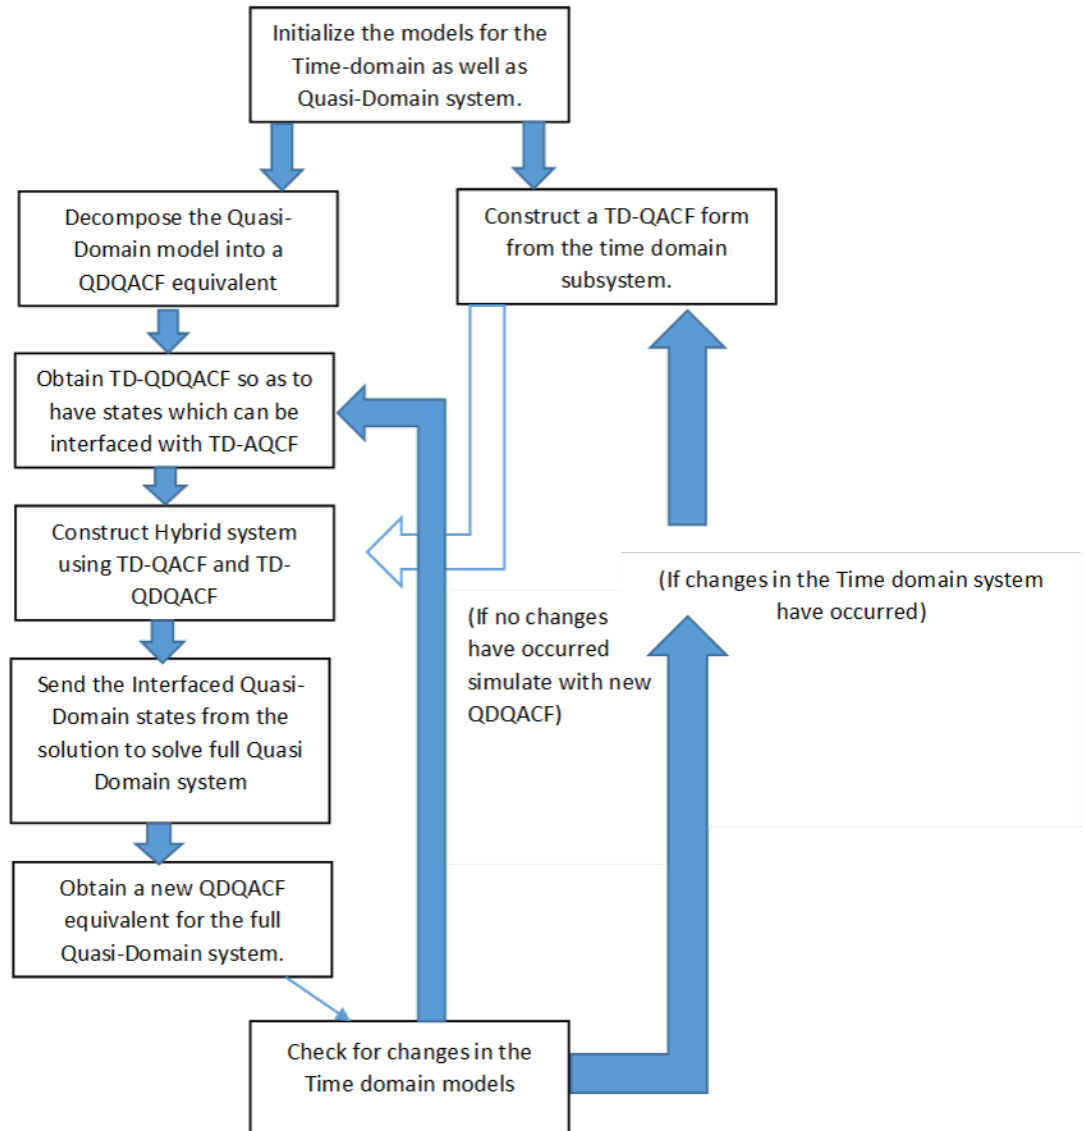 Initialize the models for the
Time-domain as well as
Quasi-Domain system.
Decompose the Quasi-
Domain model into a
QDQACF equivalent
Construct a TD-QACF form
from the time domain
subsystem.
Obtain TD-QDQACF so as to
have states which can be
interfaced with TD-AQCF
Construct Hybrid system
using TD-QACF and TD-
QDQACF
(If changes in the Time domain system
have occurred)
(If no changes
have occurred
simulate with new
QDQACF)
Send the Interfaced Quasi-
Domain states from the
solution to solve full Quasi
Domain system
Obtain a new QDQACF
equivalent for the full
Quasi-Domain system.
Check for changes in the
Time domain models